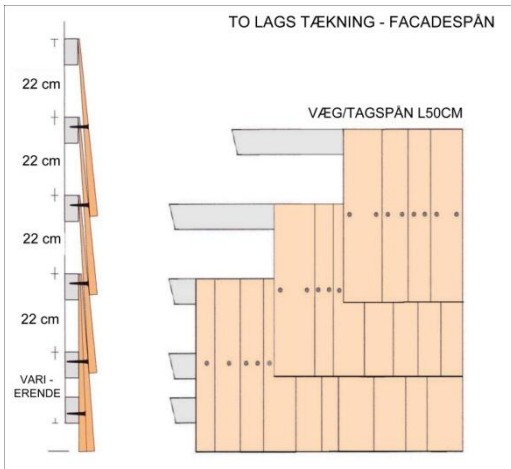 TO LAGS TÆKNING - FACADESPÅN
VÆG/TAGSPÅN L50CM
22 cm
22 cm
22 cm
22 cm
VARI -
ERENDE